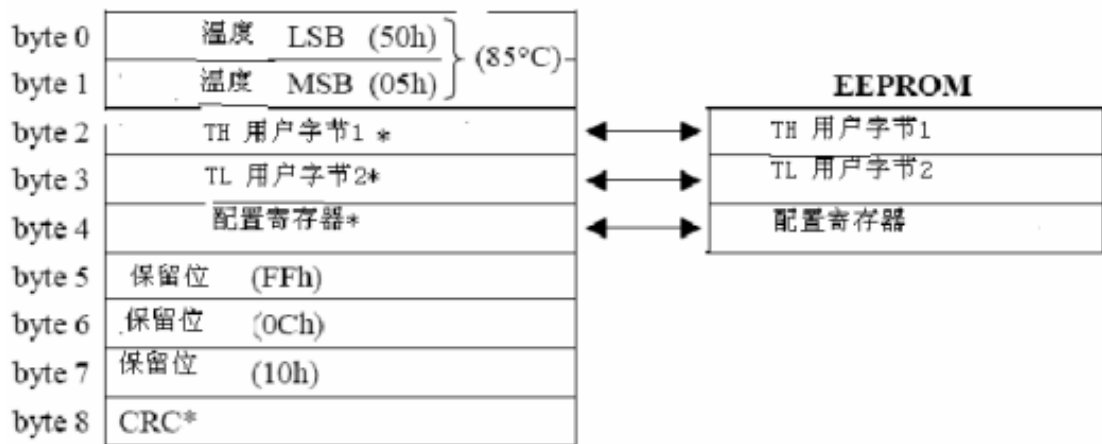 byte 0 温度 LSB (50h)
(85°C)
byte 1 温度 MSB (05h)
EEPROM
byte 2 TH 用户字节1 * TH 用户字节1
byte 3 TL 用户字节2* TL 用户字节2
byte 4 配置寄存器* 配置寄存器
byte 5 保留位 (FFh)
byte 6 保留位 (0Ch)
byte 7 保留位 (10h)
byte 8 CRC*